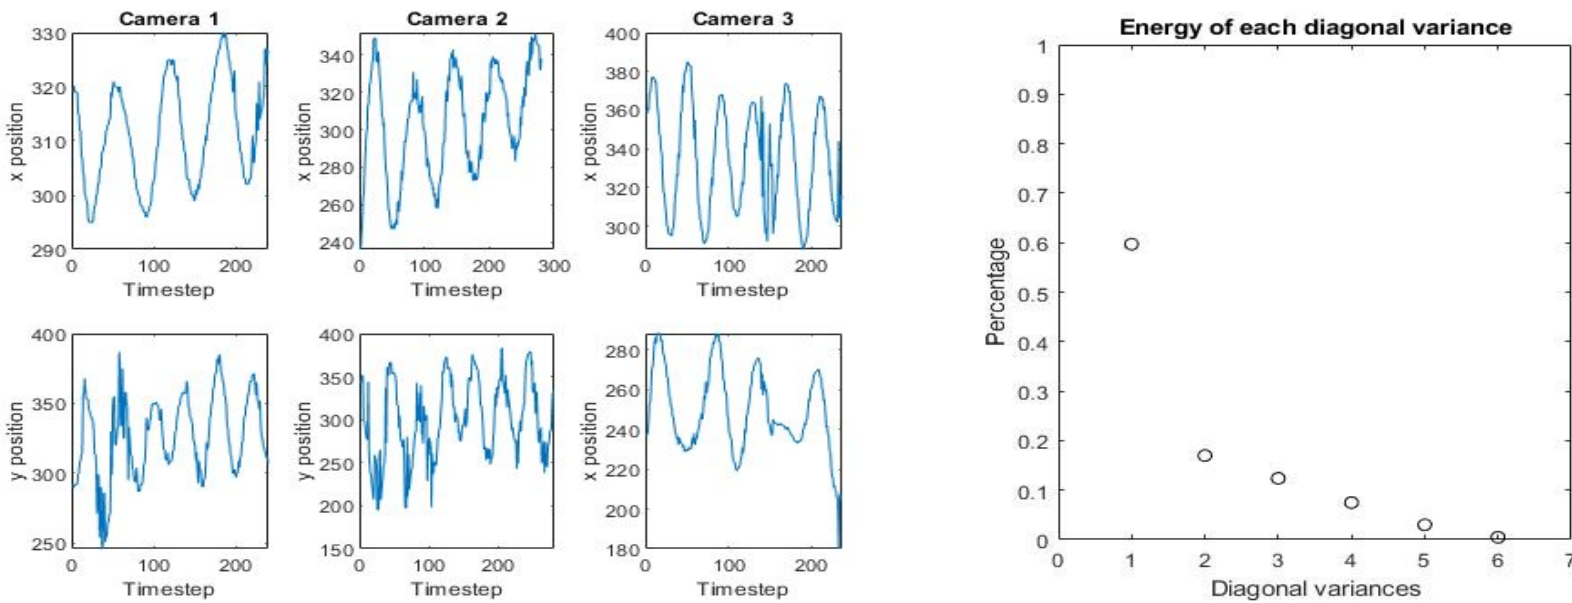 Camera 1
330
320
310
300
290
x position
0 100 200
Timestep
Camera 2
340
320
300
280
260
240
x position
0 100 200 300
Timestep
Camera 3
400
380
360
340
320
300
x position
0 100 200
Timestep
400
350
300
250
y position
0 100 200
Timestep
400
350
300
250
200
150
y position
0 100 200
Timestep
280
260
240
220
200
180
x position
0 100 200
Timestep
Energy of each diagonal variance
1
0.9
0.8
0.7
0.6
0.5
0.4
0.3
0.2
0.1
0
Percentage
0 1 2 3 4 5 6 7
Diagonal variances